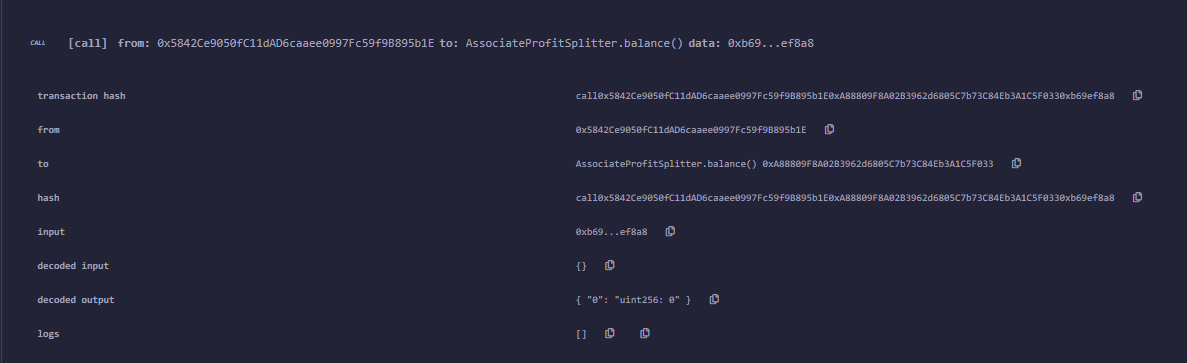 CALL [call] from: 0x5842Ce9050fC11dAD6caaee0997Fc59f9B895b1E to: AssociateProfitSplitter.balance() data: 0xb69...ef8a8
transaction hash call0x5842Ce9050fC11dAD6caaee0997Fc59f9B895b1E0xA88809F8A02B3962d6805C7b73C84Eb3A1C5F0330xb69ef8a8
from 0x5842Ce9050fC11dAD6caaee0997Fc59f9B895b1E
to AssociateProfitSplitter.balance() 0xA88809F8A02B3962d6805C7b73C84Eb3A1C5F033
hash call0x5842Ce9050fC11dAD6caaee0997Fc59f9B895b1E0xA88809F8A02B3962d6805C7b73C84Eb3A1C5F0330xb69ef8a8
input 0xb69...ef8a8
decoded input {}
decoded output { "0": "uint256: 0" }
logs []